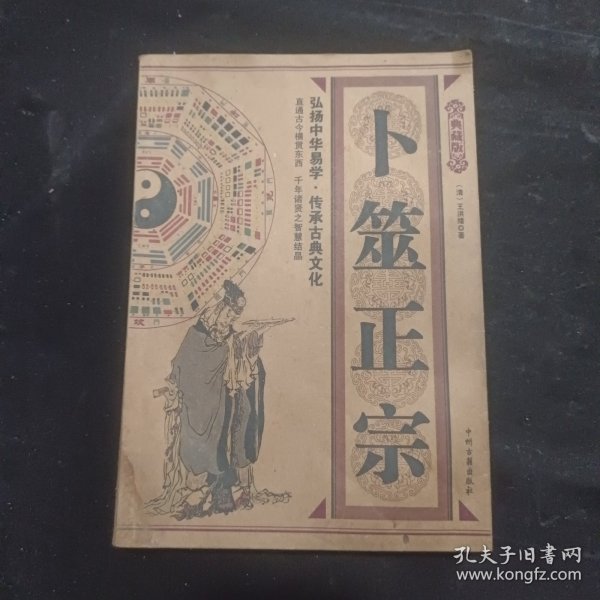 典藏版
卜筮正宗
（清）王洪绪◎著
中州古籍出版社
弘扬中华易学·传承古典文化
直通古今横贯东西 千年诸贤之智慧结晶
孔夫子旧书网
www.kongfz.com